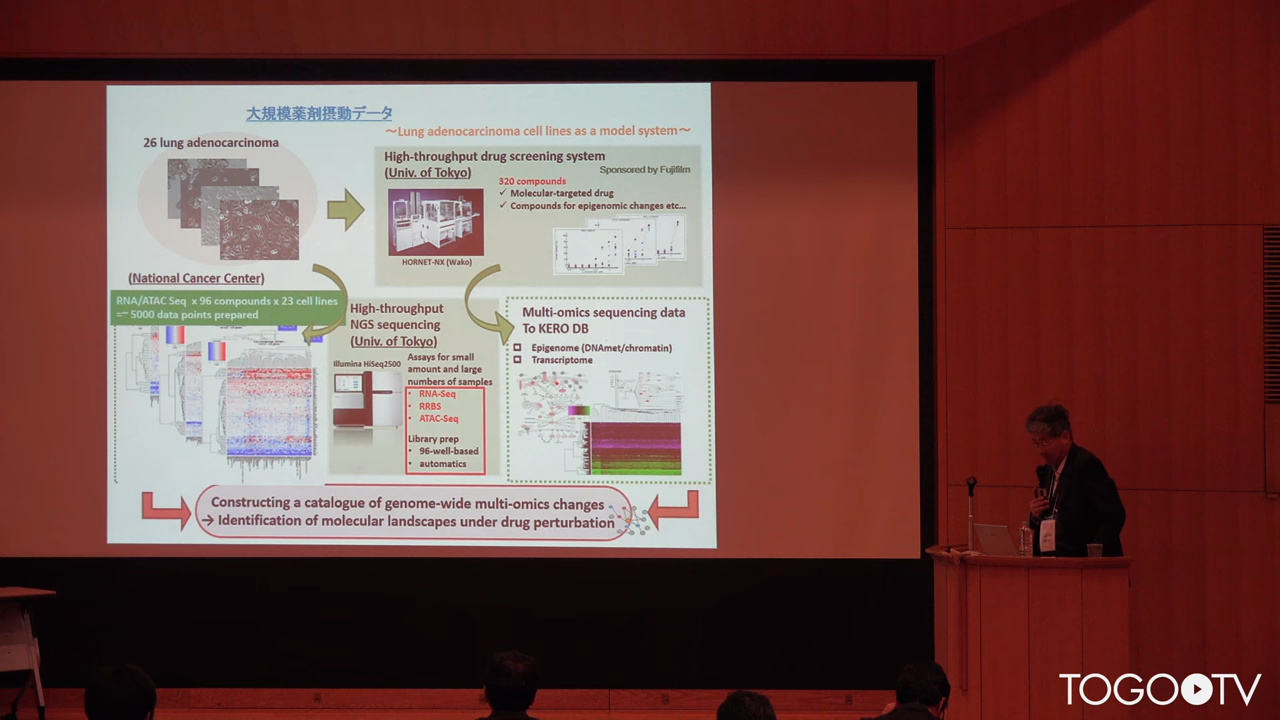 大規模薬剤摂動データ
～Lung adenocarcinoma cell lines as a model system～
26 lung adenocarcinoma
High-throughput drug screening system
(Univ. of Tokyo)
Sponsored by Fujifilm
320 compounds
✓ Molecular-targeted drug
✓ Compounds for epigenomic changes etc...
HORNET-NX (Wako)
(National Cancer Center)
RNA/ATAC Seq x 96 compounds x 23 cell lines
=~ 5000 data points prepared
High-throughput
NGS sequencing
(Univ. of Tokyo)
Illumina HiSeq2500
Assays for small
amount and large
numbers of samples
• RNA-Seq
• RRBS
• ATAC-Seq
Library prep
• 96-well-based
• automatics
Multi-omics sequencing data
To KERO DB
Epigenome (DNAmet/chromatin)
Transcriptome
Constructing a catalogue of genome-wide multi-omics changes
→ Identification of molecular landscapes under drug perturbation
TOGO TV